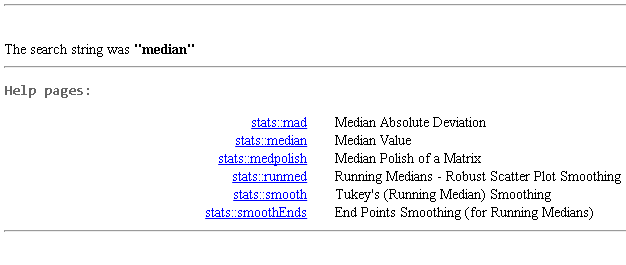 The search string was "median"
Help pages:
stats::mad Median Absolute Deviation
stats::median Median Value
stats::medpolish Median Polish of a Matrix
stats::runmed Running Medians - Robust Scatter Plot Smoothing
stats::smooth Tukey's (Running Median) Smoothing
stats::smoothEnds End Points Smoothing (for Running Medians)